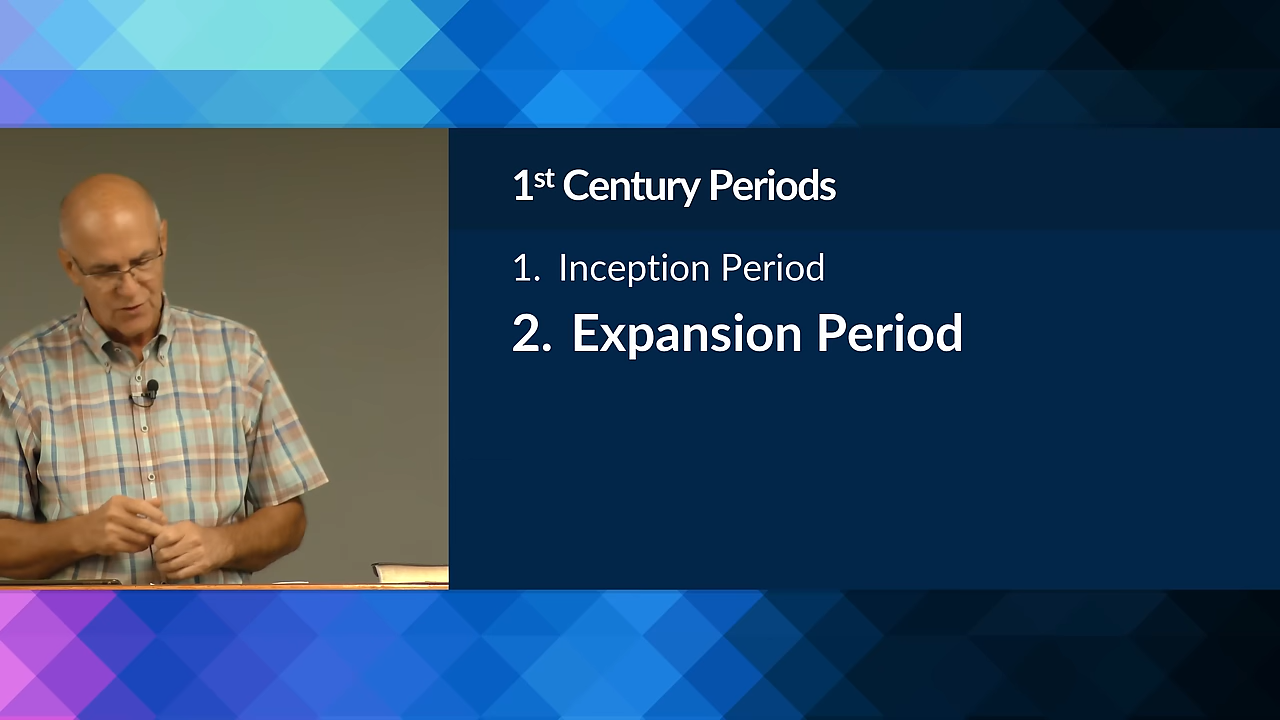 1st Century Periods
1. Inception Period
2. Expansion Period